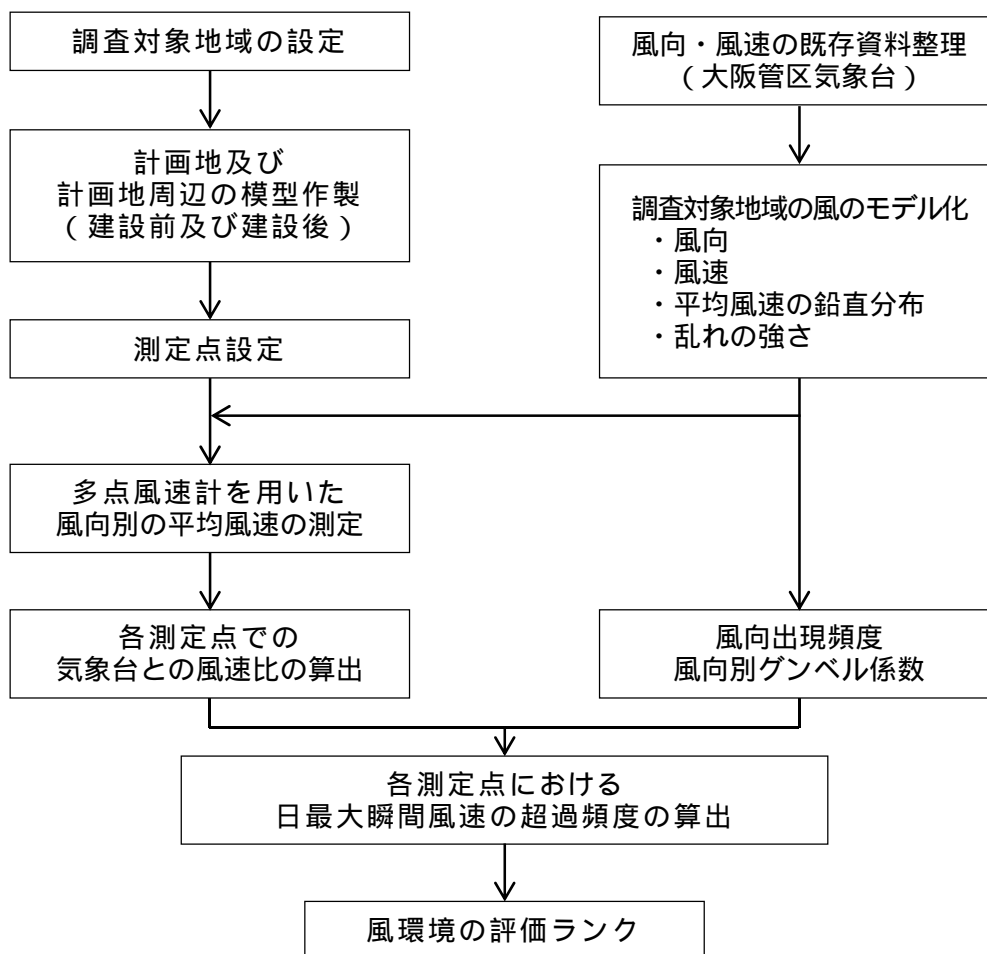 調査対象地域の設定
計画地及び
計画地周辺の模型作製
(建設前及び建設後)
測定点設定
多点風速計を用いた
風向別の平均風速の測定
各測定点での
気象台との風速比の算出
風向・風速の既存資料整理
(大阪管区気象台)
調査対象地域の風のモデル化
・風向
・風速
・平均風速の鉛直分布
・乱れの強さ
風向出現頻度
風向別グンベル係数
各測定点における
日最大瞬間風速の超過頻度の算出
風環境の評価ランク